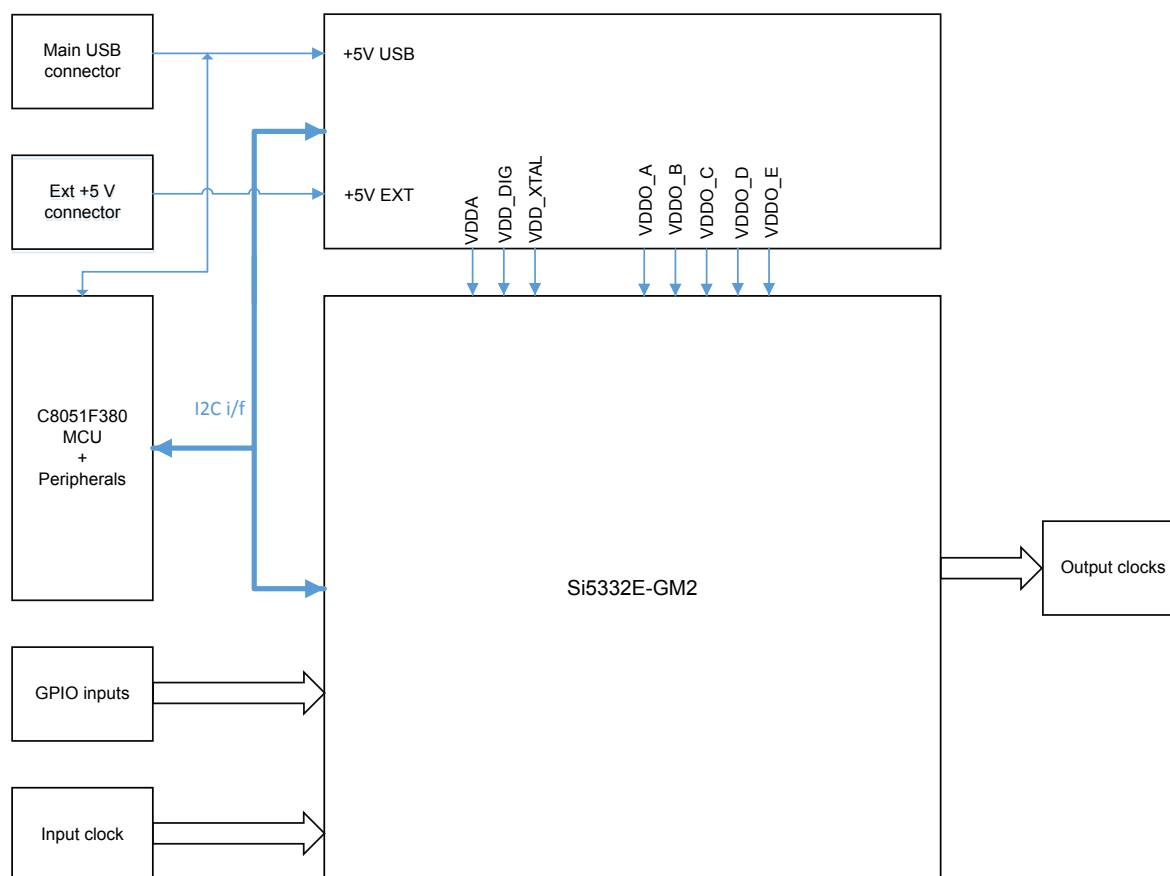 Main USB
connector
+5V USB
Ext +5 V
connector
+5V EXT
VDDA
VDD_DIG
VDD_XTAL
VDDO_A
VDDO_B
VDDO_C
VDDO_D
VDDO_E
C8051F380
MCU
+
Peripherals
I2C i/f
Si5332E-GM2
Output clocks
GPIO inputs
Input clock